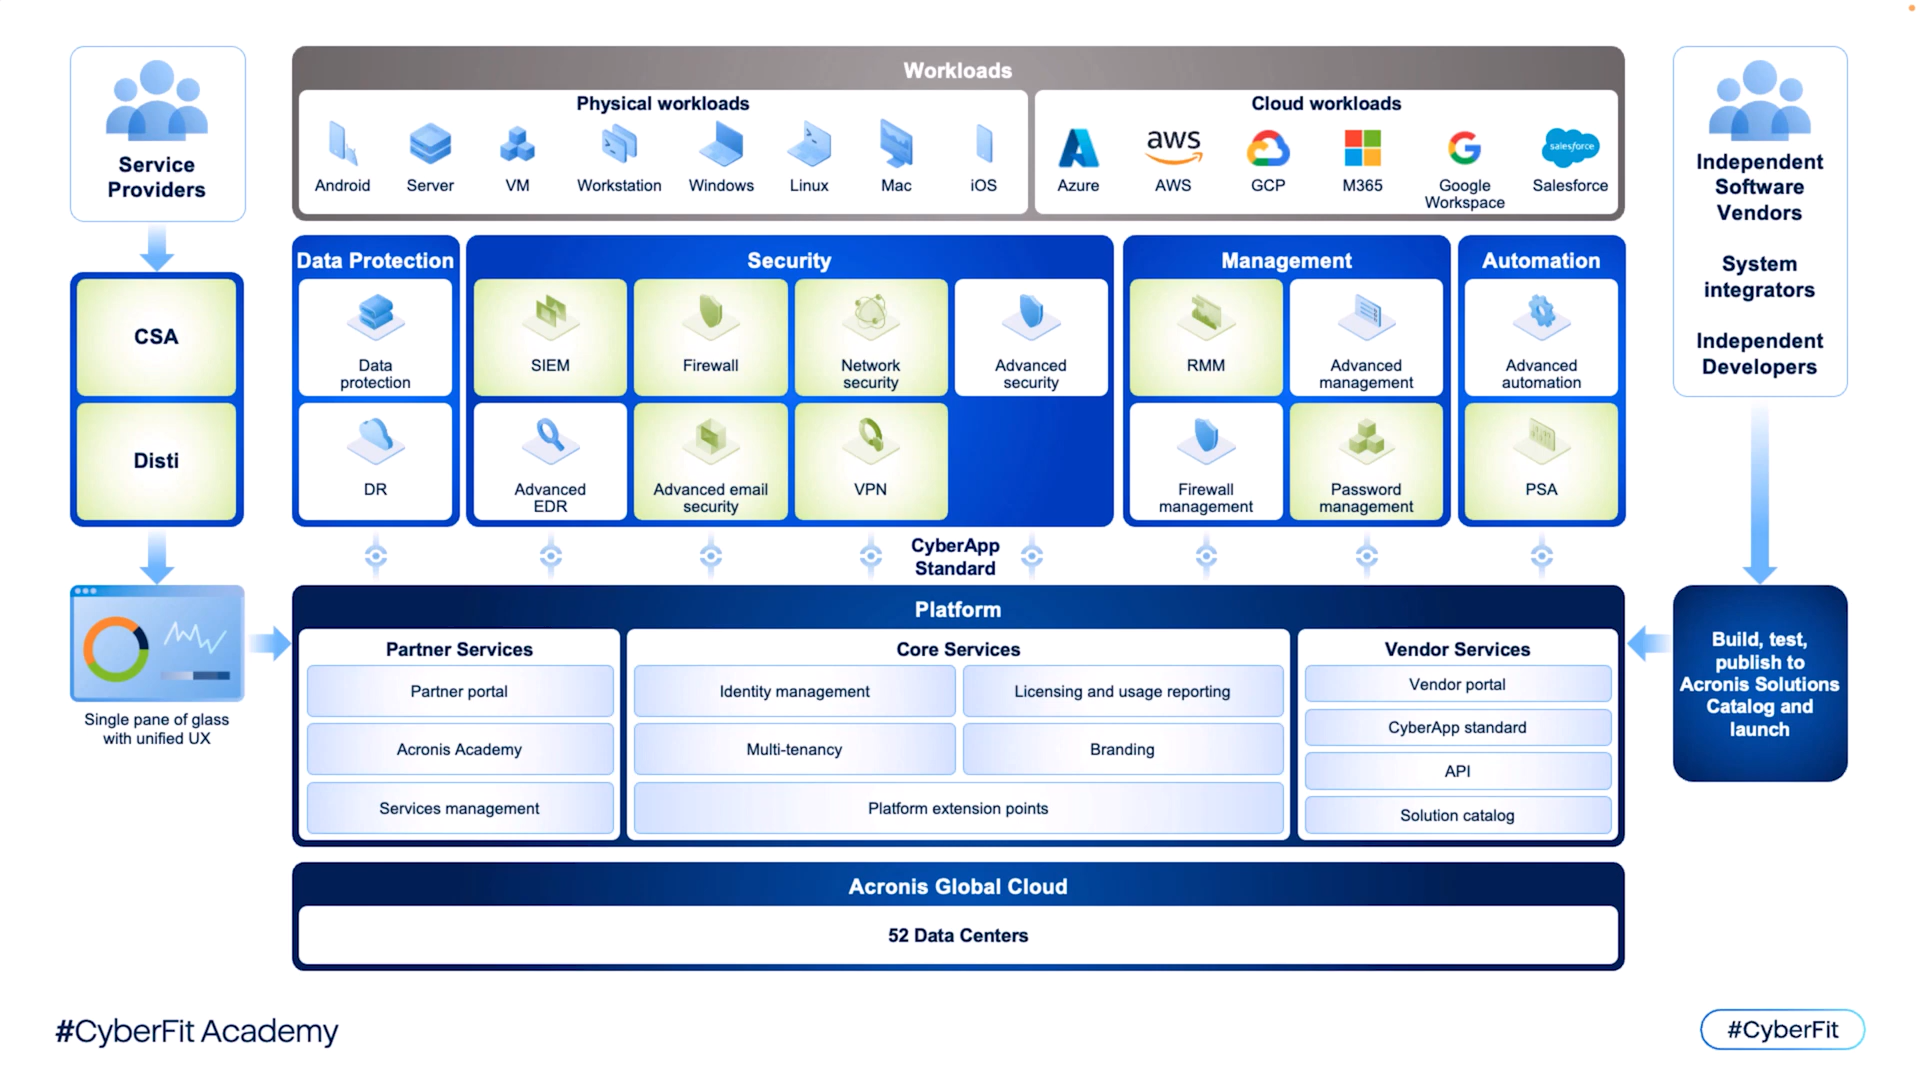 Service
Providers
CSA
Disti
Single pane of glass
with unified UX
Workloads
Physical workloads
Android
Server
VM
Workstation
Windows
Linux
Mac
iOS
Cloud workloads
Azure
aws
AWS
GCP
M365
Google
Workspace
salesforce
Salesforce
Data Protection
Data
protection
DR
Security
SIEM
Firewall
Network
security
Advanced
security
Advanced
EDR
Advanced email
security
VPN
Management
RMM
Advanced
management
Firewall
management
Password
management
Automation
Advanced
automation
PSA
CyberApp
Standard
Platform
Partner Services
Partner portal
Acronis Academy
Services management
Core Services
Identity management
Licensing and usage reporting
Multi-tenancy
Branding
Platform extension points
Vendor Services
Vendor portal
CyberApp standard
API
Solution catalog
Acronis Global Cloud
52 Data Centers
Independent
Software
Vendors
System
integrators
Independent
Developers
Build, test,
publish to
Acronis Solutions
Catalog and
launch
#CyberFit Academy
#CyberFit